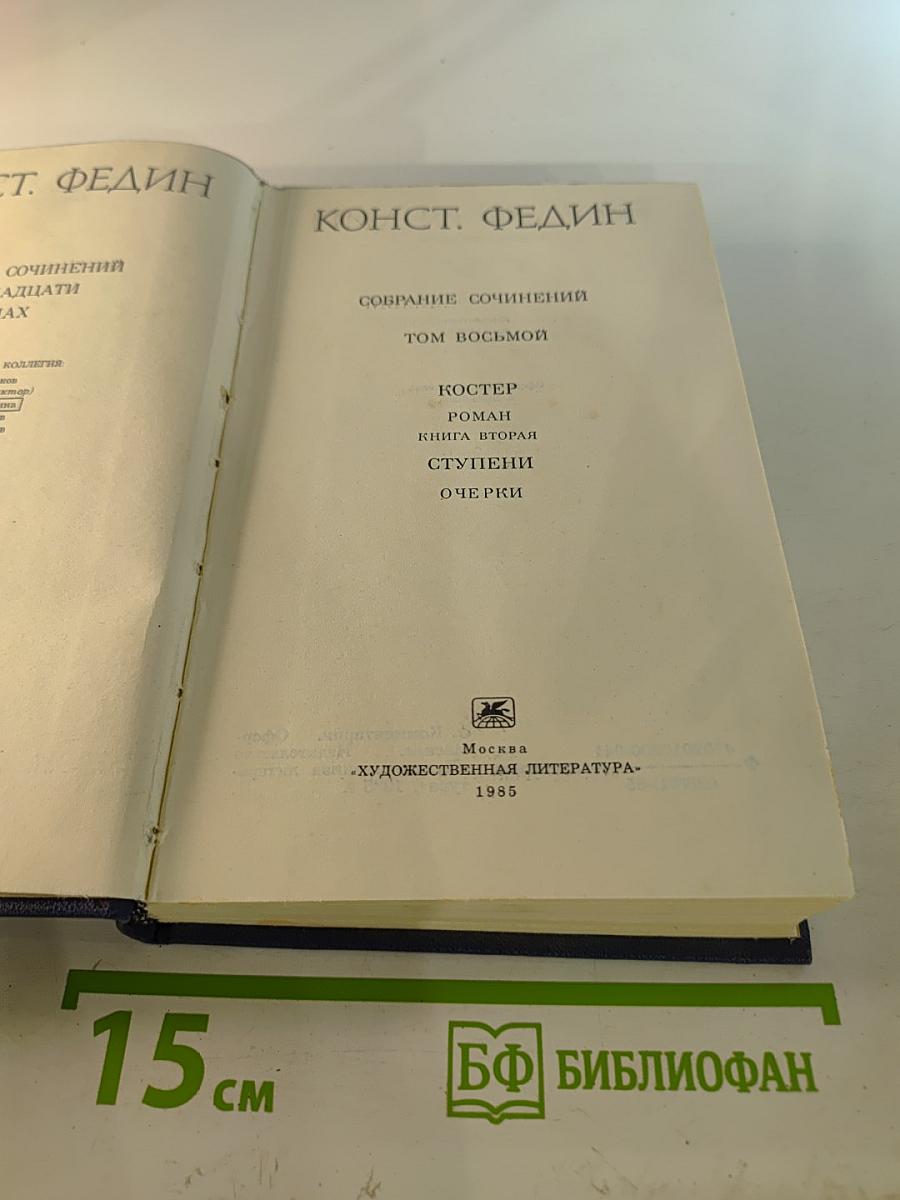 СТ. ФЕДИН
СОЧИНЕНИЙ
АДЦАТИ
АХ
КОЛЛЕГИЯ:
КОНСТ. ФЕДИН
СОБРАНИЕ СОЧИНЕНИЙ
ТОМ ВОСЬМОЙ
КОСТЕР
РОМАН
КНИГА ВТОРАЯ
СТУПЕНИ
ОЧЕРКИ
Москва
«ХУДОЖЕСТВЕННАЯ ЛИТЕРАТУРА»
1985
15 см
БФ БИБЛИОФАН